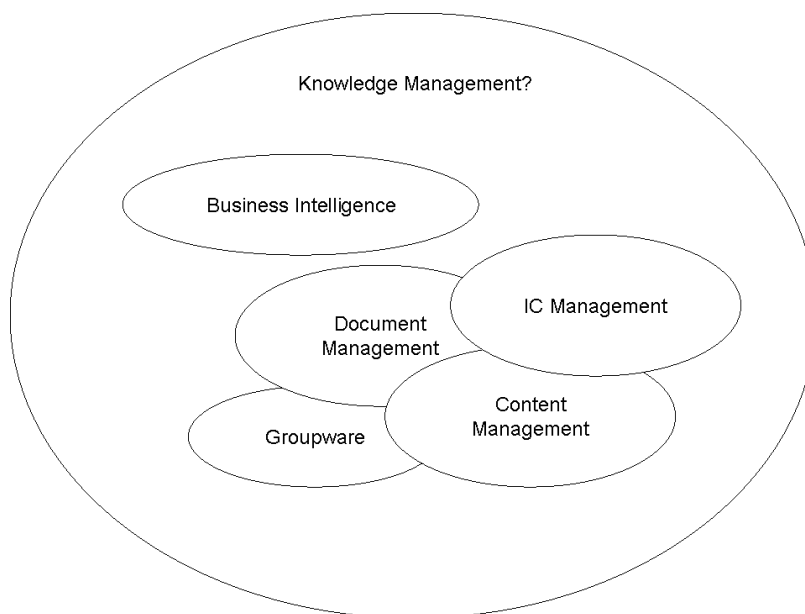 Knowledge Management?
Business Intelligence
IC Management
Document
Management
Content
Management
Groupware